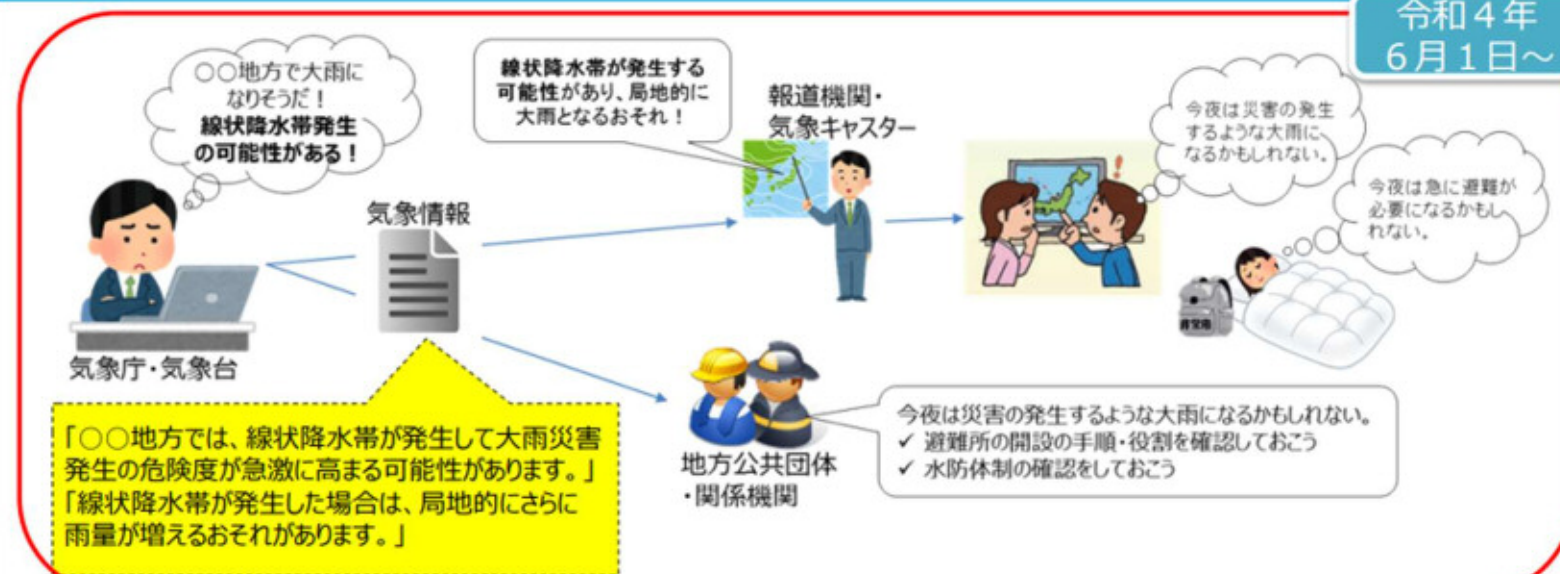 令和４年
６月１日～
○○地方で大雨に
なりそうだ！
線状降水帯発生
の可能性がある！
線状降水帯が発生する
可能性があり、局地的に
大雨となるおそれ！
報道機関・
気象キャスター
今夜は災害の発生
するような大雨に
なるかもしれない。
今夜は急に避難が
必要になるかもし
れない。
気象情報
非常用
気象庁・気象台
「○○地方では、線状降水帯が発生して大雨災害
発生の危険度が急激に高まる可能性があります。」
「線状降水帯が発生した場合は、局地的にさらに
雨量が増えるおそれがあります。」
地方公共団体
・関係機関
今夜は災害の発生するような大雨になるかもしれない。
✓ 避難所の開設の手順・役割を確認しておこう
✓ 水防体制の確認をしておこう